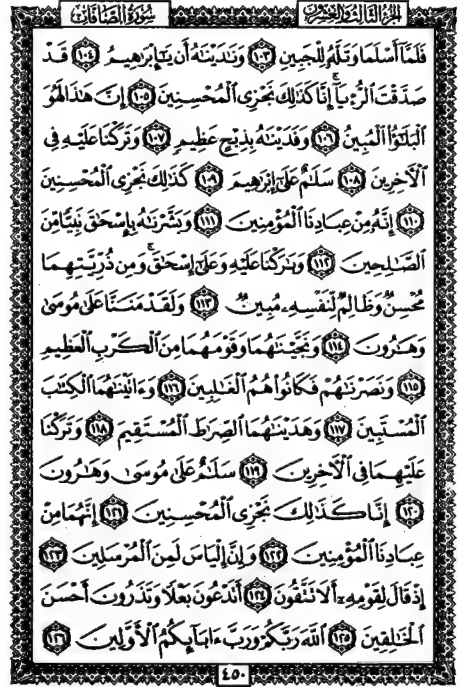 الجزء الثالث والعشرين سورة الصافات
فَلَمَّآ أَسْلَمَا وَتَلَّهُۥ لِلْجَبِينِ ١٠٣ وَنَٰدَيْنَٰهُ أَن يَٰٓإِبْرَٰهِيمُ ١٠٤ قَدْ
صَدَّقْتَ ٱلرُّءْيَآ ۚ إِنَّا كَذَٰلِكَ نَجْزِى ٱلْمُحْسِنِينَ ١٠٥ إِنَّ هَٰذَا لَهُوَ
ٱلْبَلَٰٓؤُا۟ ٱلْمُبِينُ ١٠٦ وَفَدَيْنَٰهُ بِذِبْحٍ عَظِيمٍ ١٠٧ وَتَرَكْنَا عَلَيْهِ فِى
ٱلْءَاخِرِينَ ١٠٨ سَلَٰمٌ عَلَىٰٓ إِبْرَٰهِيمَ ١٠٩ كَذَٰلِكَ نَجْزِى ٱلْمُحْسِنِينَ
١١٠ إِنَّهُۥ مِنْ عِبَادِنَا ٱلْمُؤْمِنِينَ ١١١ وَبَشَّرْنَٰهُ بِإِسْحَٰقَ نَبِيًّا مِّنَ
ٱلصَّٰلِحِينَ ١١٢ وَبَٰرَكْنَا عَلَيْهِ وَعَلَىٰٓ إِسْحَٰقَ ۚ وَمِن ذُرِّيَّتِهِمَا
مُحْسِنٌ وَظَالِمٌ لِّنَفْسِهِۦ مُبِينٌ ١١٣ وَلَقَدْ مَنَنَّا عَلَىٰ مُوسَىٰ
وَهَٰرُونَ ١١٤ وَنَجَّيْنَٰهُمَا وَقَوْمَهُمَا مِنَ ٱلْكَرْبِ ٱلْعَظِيمِ
١١٥ وَنَصَرْنَٰهُمْ فَكَانُوا۟ هُمُ ٱلْغَٰلِبِينَ ١١٦ وَءَاتَيْنَٰهُمَا ٱلْكِتَٰبَ
ٱلْمُسْتَبِينَ ١١٧ وَهَدَيْنَٰهُمَا ٱلصِّرَٰطَ ٱلْمُسْتَقِيمَ ١١٨ وَتَرَكْنَا
عَلَيْهِمَا فِى ٱلْءَاخِرِينَ ١١٩ سَلَٰمٌ عَلَىٰ مُوسَىٰ وَهَٰرُونَ
١٢٠ إِنَّا كَذَٰلِكَ نَجْزِى ٱلْمُحْسِنِينَ ١٢١ إِنَّهُمَا مِنْ
عِبَادِنَا ٱلْمُؤْمِنِينَ ١٢٢ وَإِنَّ إِلْيَاسَ لَمِنَ ٱلْمُرْسَلِينَ ١٢٣
إِذْ قَالَ لِقَوْمِهِۦٓ أَلَا تَتَّقُونَ ١٢٤ أَتَدْعُونَ بَعْلًا وَتَذَرُونَ أَحْسَنَ
ٱلْخَٰلِقِينَ ١٢٥ ٱللَّهَ رَبَّكُمْ وَرَبَّ ءَابَآئِكُمُ ٱلْأَوَّلِينَ ١٢٦
٤٥٠